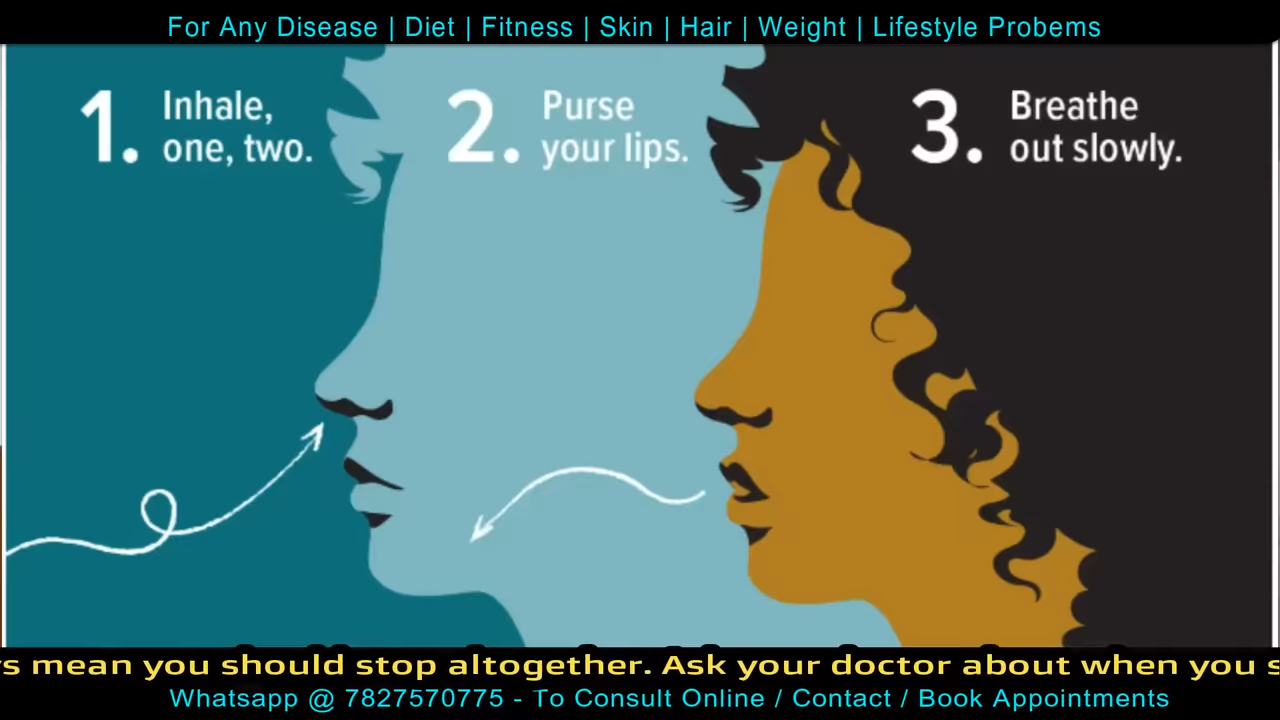 For Any Disease | Diet | Fitness | Skin | Hair | Weight | Lifestyle Probems
1. Inhale,
one, two.
2. Purse
your lips.
3. Breathe
out slowly.
s mean you should stop altogether. Ask your doctor about when you s
Whatsapp @ 7827570775 - To Consult Online / Contact / Book Appointments